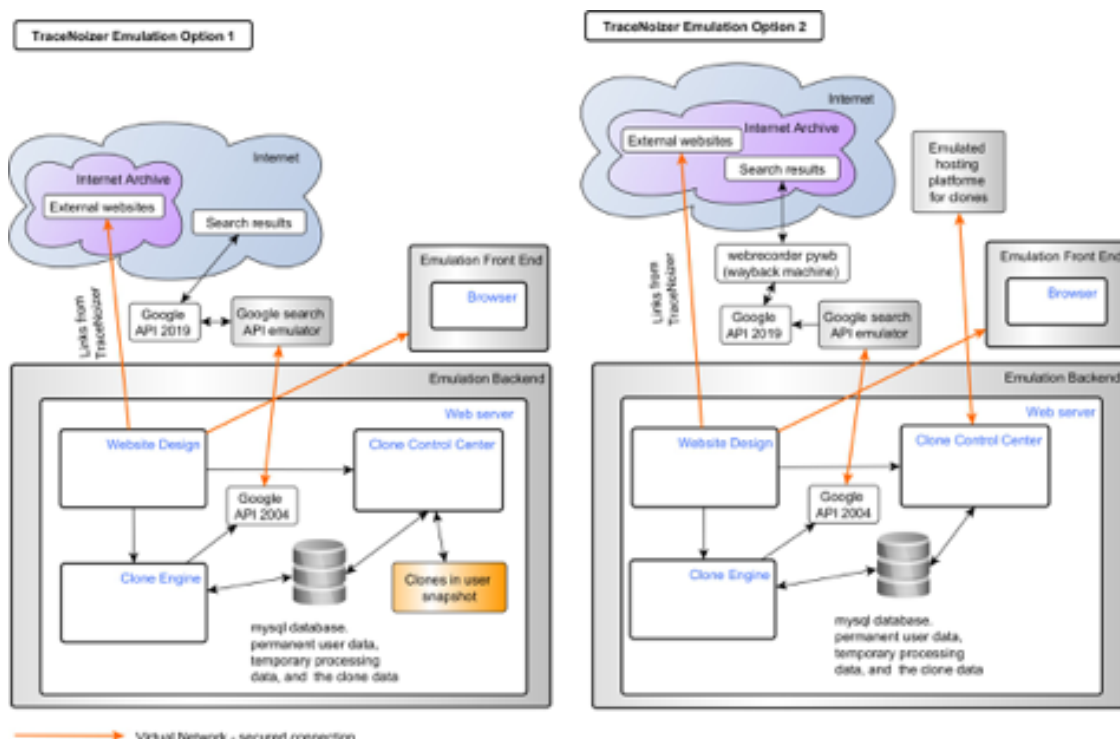 TraceNoizer Emulation Option 1
Internet
Internet Archive
External websites
Search results
Links from
TraceNoizer
Google
API 2019
Google search
API emulator
Emulation Front End
Browser
Emulation Backend
Web server
Website Design
Clone Control Center
Google
API 2004
Clone Engine
Clones in user
snapshot
mysql database.
permanent user data,
temporary processing
data, and the clone data
Virtual Network - secured connection
TraceNoizer Emulation Option 2
Internet
Internet Archive
External websites
Search results
Emulated
hosting
platforme
for clones
webrecorder pywb
(wayback machine)
Links from
TraceNoizer
Google
API 2019
Google search
API emulator
Emulation Front End
Browser
Emulation Backend
Web server
Website Design
Clone Control Center
Google
API 2004
Clone Engine
mysql database.
permanent user data,
temporary processing
data, and the clone data